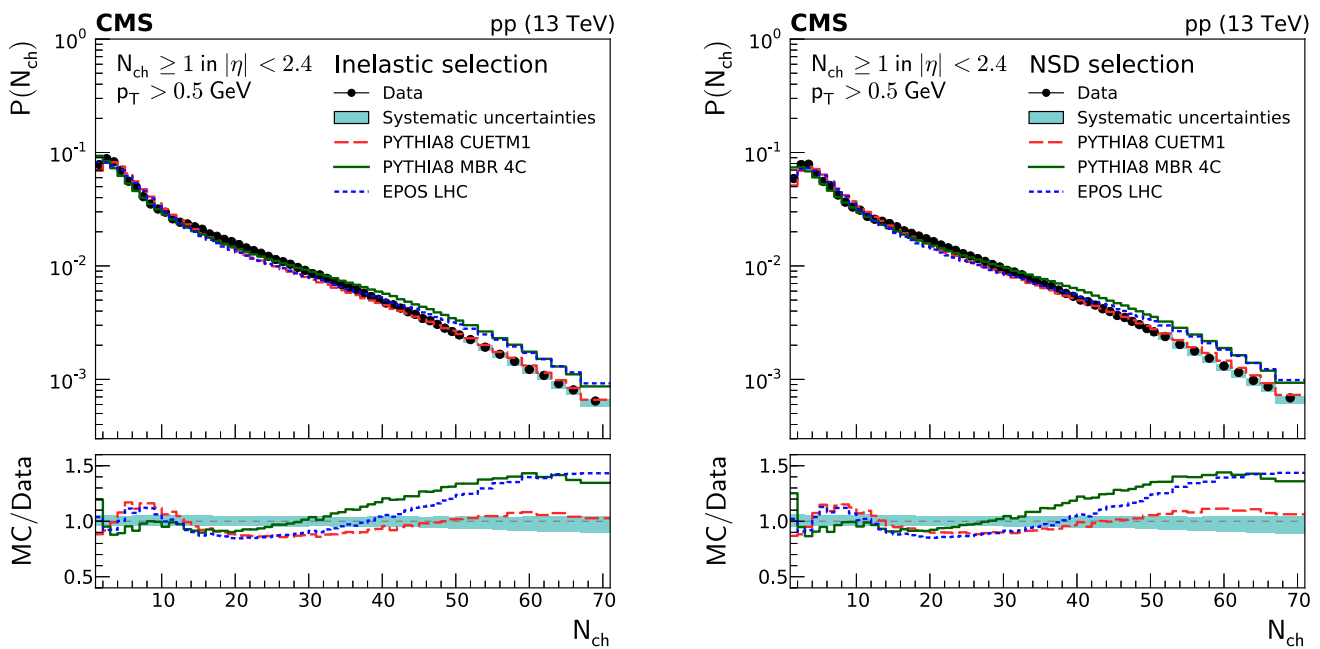 CMS pp (13 TeV)
P(N_ch)
10^0
10^-1
10^-2
10^-3
N_ch ≥ 1 in |η| < 2.4
p_T > 0.5 GeV
Inelastic selection
Data
Systematic uncertainties
PYTHIA8 CUETM1
PYTHIA8 MBR 4C
EPOS LHC
MC/Data
1.5
1.0
0.5
10 20 30 40 50 60 70
N_ch
CMS pp (13 TeV)
P(N_ch)
10^0
10^-1
10^-2
10^-3
N_ch ≥ 1 in |η| < 2.4
p_T > 0.5 GeV
NSD selection
Data
Systematic uncertainties
PYTHIA8 CUETM1
PYTHIA8 MBR 4C
EPOS LHC
MC/Data
1.5
1.0
0.5
10 20 30 40 50 60 70
N_ch